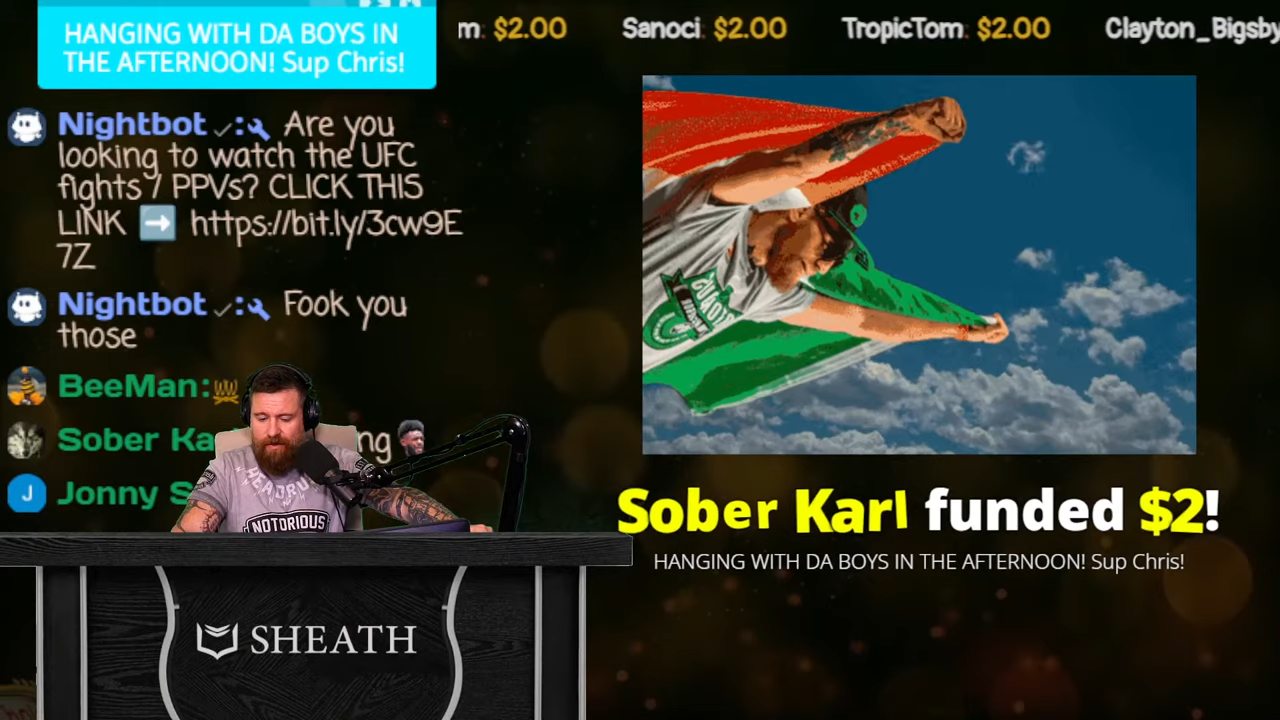 HANGING WITH DA BOYS IN
THE AFTERNOON! Sup Chris!
m: $2.00 Sanoci: $2.00 TropicTom: $2.00 Clayton_Bigsby
Nightbot : Are you
looking to watch the UFC
fights / PPVs? CLICK THIS
LINK ➡ https://bit.ly/3cw9E
7Z
Nightbot : Fook you
those
BeeMan:
Sober Ka ng
J Jonny S
NOTORIOUS
Sober Karl funded $2!
HANGING WITH DA BOYS IN THE AFTERNOON! Sup Chris!
SHEATH